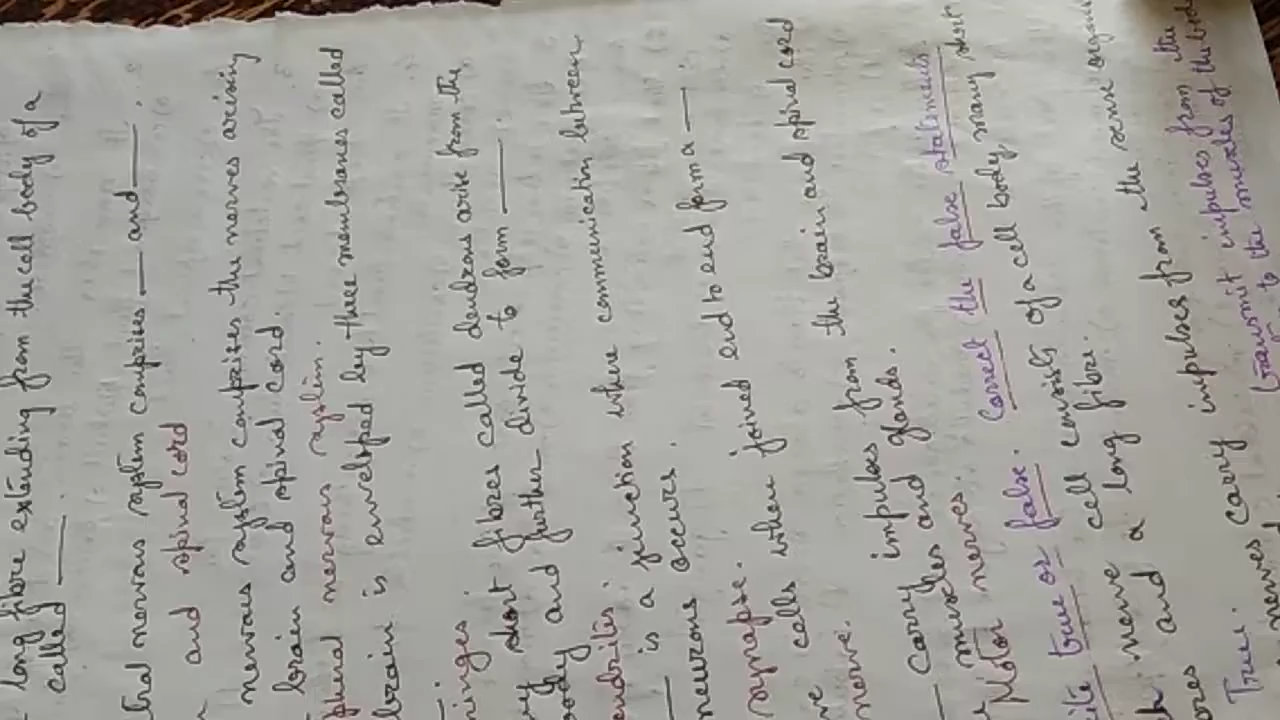 long fibre extending from the cell body of a
called ____.
tral nervous system comprises — and —.
and spinal cord
nervous system comprises the nerves arising
brain and spinal cord.
pheral nervous system.
brain is enveloped by three membranes called
inges.
short fibres called dendrons arise from the
body and further divide to form ____.
endrites.
— is a junction where communication between
neurons occurs.
synapse.
cells when joined end to end form a —
nerve.
— carry impulses from the brain and spinal cord
muscles and glands.
Motor nerves.
ite true or false. Correct the false statements.
nerve cell consists of a cell body, many short
and a long fibre.
carry impulses from the sense organs
True.
transmit impulses from the
to the muscles of the body